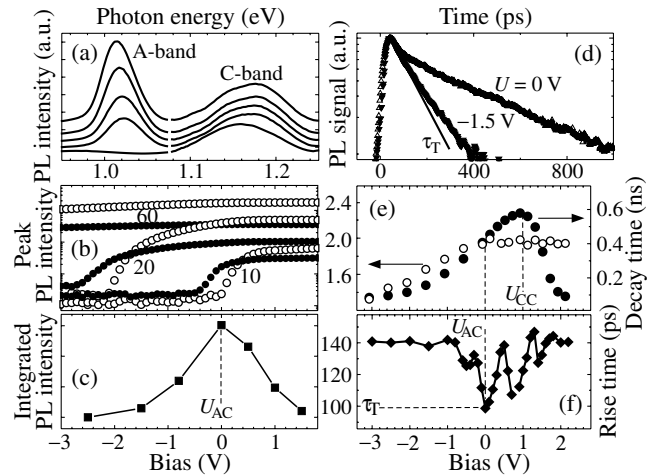 Photon energy (eV)
Time (ps)
PL intensity (a.u.)
(a)
A-band
C-band
1.0
1.1
1.2
PL signal (a.u.)
(d)
U = 0 V
−1.5 V
τT
0
400
800
Peak
PL intensity
(b)
60
20
10
2.4
2.0
1.6
(e)
UCC
0.6
0.4
0.2
Decay time (ns)
Integrated
PL intensity
(c)
UAC
−3
−2
−1
0
1
Bias (V)
140
120
100
UAC
τT
(f)
Rise time (ps)
−3
−2
−1
0
1
2
Bias (V)